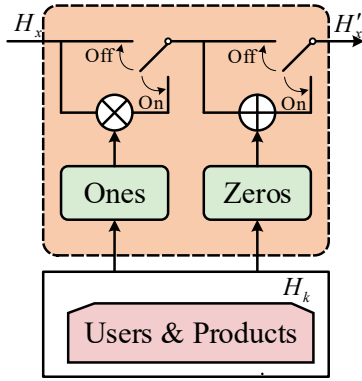 H_x H'_x
Off Off
On On
Ones Zeros
H_k
Users & Products